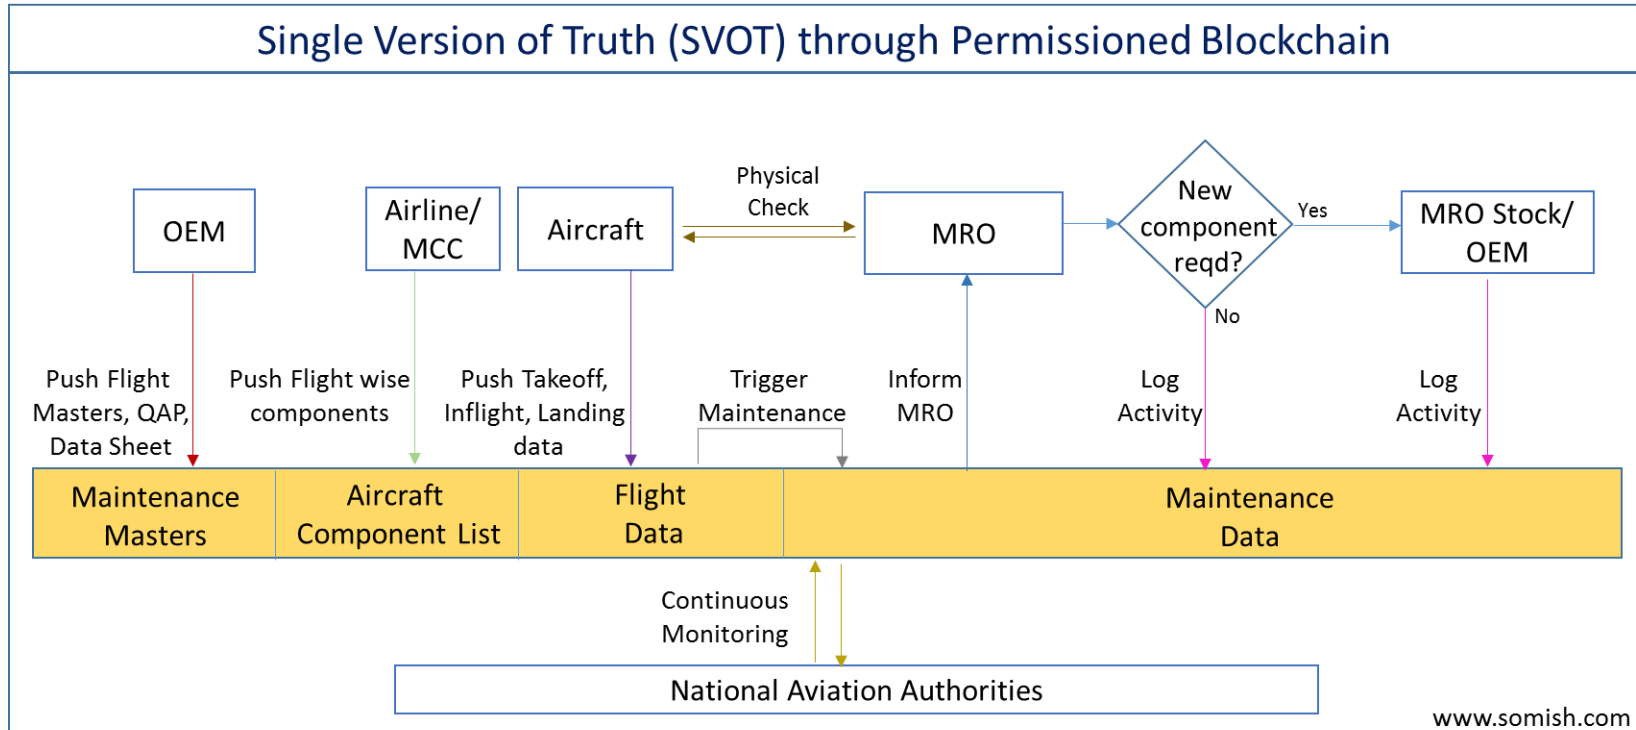 Single Version of Truth (SVOT) through Permissioned Blockchain
OEM
Airline/
MCC
Aircraft
Physical
Check
MRO
New
component
reqd?
Yes
No
MRO Stock/
OEM
Push Flight
Masters, QAP,
Data Sheet
Push Flight wise
components
Push Takeoff,
Inflight, Landing
data
Trigger
Maintenance
Inform
MRO
Log
Activity
Log
Activity
Maintenance
Masters
Aircraft
Component List
Flight
Data
Maintenance
Data
Continuous
Monitoring
National Aviation Authorities
www.somish.com